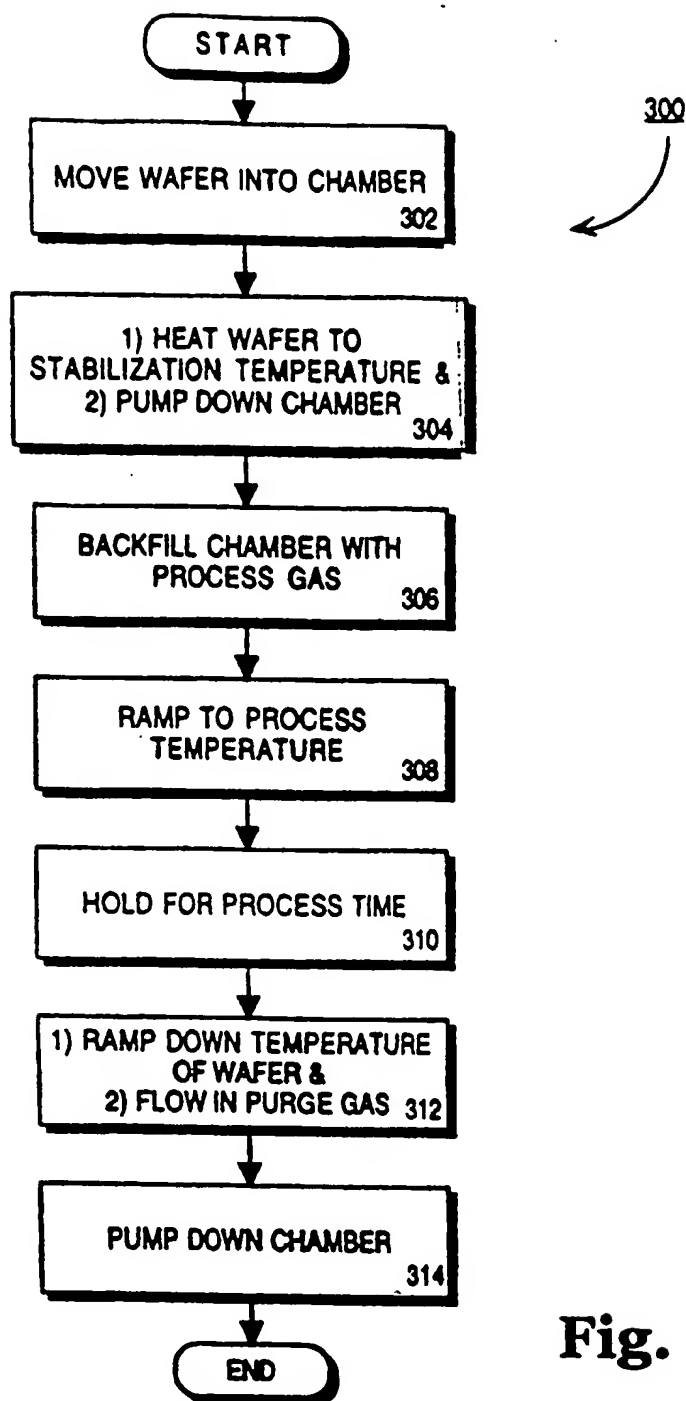 START
300
MOVE WAFER INTO CHAMBER
302
1) HEAT WAFER TO
STABILIZATION TEMPERATURE &
2) PUMP DOWN CHAMBER
304
BACKFILL CHAMBER WITH
PROCESS GAS
306
RAMP TO PROCESS
TEMPERATURE
308
HOLD FOR PROCESS TIME
310
1) RAMP DOWN TEMPERATURE
OF WAFER &
2) FLOW IN PURGE GAS 312
PUMP DOWN CHAMBER
314
END
Fig.